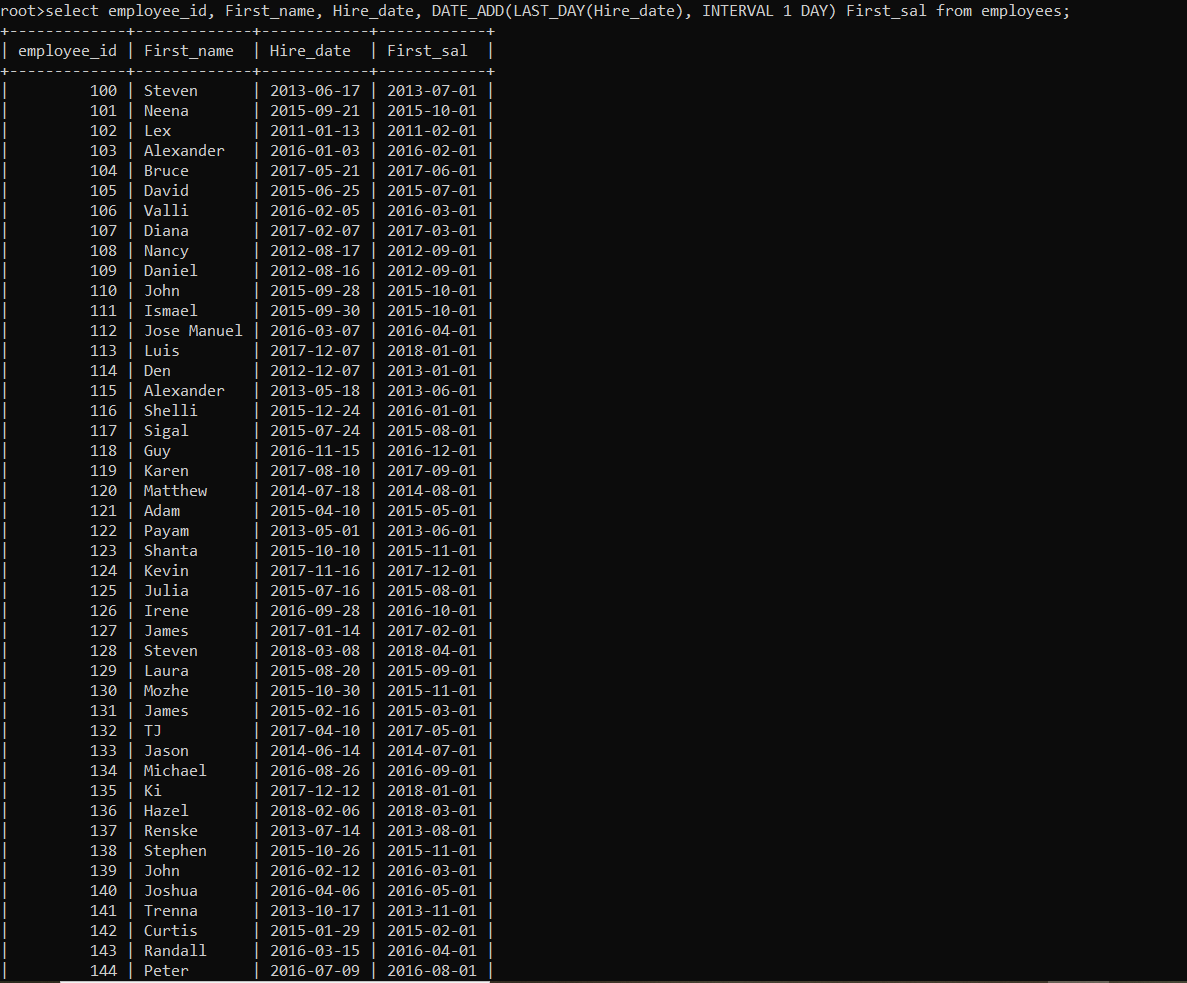 root>select employee_id, First_name, Hire_date, DATE_ADD(LAST_DAY(Hire_date), INTERVAL 1 DAY) First_sal from employees;
+-------------+-------------+------------+------------+
| employee_id | First_name  | Hire_date  | First_sal  |
+-------------+-------------+------------+------------+
|         100 | Steven      | 2013-06-17 | 2013-07-01 |
|         101 | Neena       | 2015-09-21 | 2015-10-01 |
|         102 | Lex         | 2011-01-13 | 2011-02-01 |
|         103 | Alexander   | 2016-01-03 | 2016-02-01 |
|         104 | Bruce       | 2017-05-21 | 2017-06-01 |
|         105 | David       | 2015-06-25 | 2015-07-01 |
|         106 | Valli       | 2016-02-05 | 2016-03-01 |
|         107 | Diana       | 2017-02-07 | 2017-03-01 |
|         108 | Nancy       | 2012-08-17 | 2012-09-01 |
|         109 | Daniel      | 2012-08-16 | 2012-09-01 |
|         110 | John        | 2015-09-28 | 2015-10-01 |
|         111 | Ismael      | 2015-09-30 | 2015-10-01 |
|         112 | Jose Manuel | 2016-03-07 | 2016-04-01 |
|         113 | Luis        | 2017-12-07 | 2018-01-01 |
|         114 | Den         | 2012-12-07 | 2013-01-01 |
|         115 | Alexander   | 2013-05-18 | 2013-06-01 |
|         116 | Shelli      | 2015-12-24 | 2016-01-01 |
|         117 | Sigal       | 2015-07-24 | 2015-08-01 |
|         118 | Guy         | 2016-11-15 | 2016-12-01 |
|         119 | Karen       | 2017-08-10 | 2017-09-01 |
|         120 | Matthew     | 2014-07-18 | 2014-08-01 |
|         121 | Adam        | 2015-04-10 | 2015-05-01 |
|         122 | Payam       | 2013-05-01 | 2013-06-01 |
|         123 | Shanta      | 2015-10-10 | 2015-11-01 |
|         124 | Kevin       | 2017-11-16 | 2017-12-01 |
|         125 | Julia       | 2015-07-16 | 2015-08-01 |
|         126 | Irene       | 2016-09-28 | 2016-10-01 |
|         127 | James       | 2017-01-14 | 2017-02-01 |
|         128 | Steven      | 2018-03-08 | 2018-04-01 |
|         129 | Laura       | 2015-08-20 | 2015-09-01 |
|         130 | Mozhe       | 2015-10-30 | 2015-11-01 |
|         131 | James       | 2015-02-16 | 2015-03-01 |
|         132 | TJ          | 2017-04-10 | 2017-05-01 |
|         133 | Jason       | 2014-06-14 | 2014-07-01 |
|         134 | Michael     | 2016-08-26 | 2016-09-01 |
|         135 | Ki          | 2017-12-12 | 2018-01-01 |
|         136 | Hazel       | 2018-02-06 | 2018-03-01 |
|         137 | Renske      | 2013-07-14 | 2013-08-01 |
|         138 | Stephen     | 2015-10-26 | 2015-11-01 |
|         139 | John        | 2016-02-12 | 2016-03-01 |
|         140 | Joshua      | 2016-04-06 | 2016-05-01 |
|         141 | Trenna      | 2013-10-17 | 2013-11-01 |
|         142 | Curtis      | 2015-01-29 | 2015-02-01 |
|         143 | Randall     | 2016-03-15 | 2016-04-01 |
|         144 | Peter       | 2016-07-09 | 2016-08-01 |